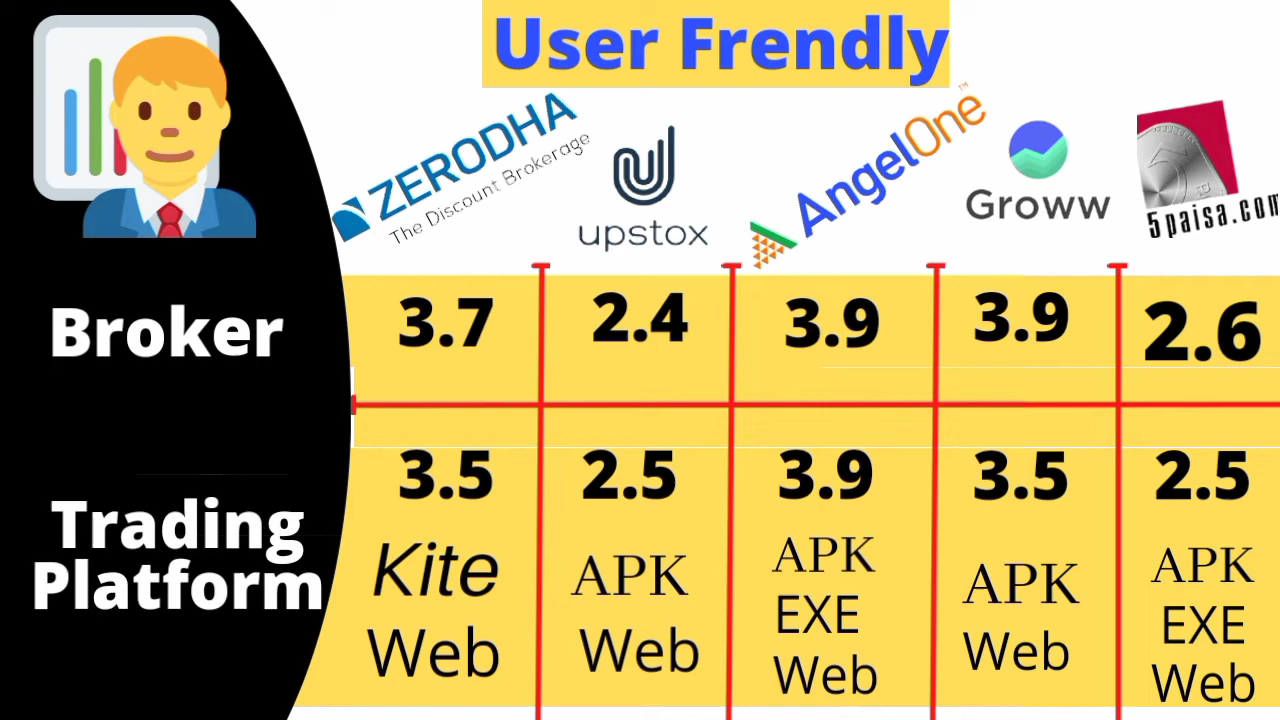 User Frendly
ZERODHA
The Discount Brokerage
upstox
AngelOne™
Groww
5paisa.com
Broker
3.7
2.4
3.9
3.9
2.6
Trading
Platform
3.5
2.5
3.9
3.5
2.5
Kite
Web
APK
Web
APK
EXE
Web
APK
Web
APK
EXE
Web